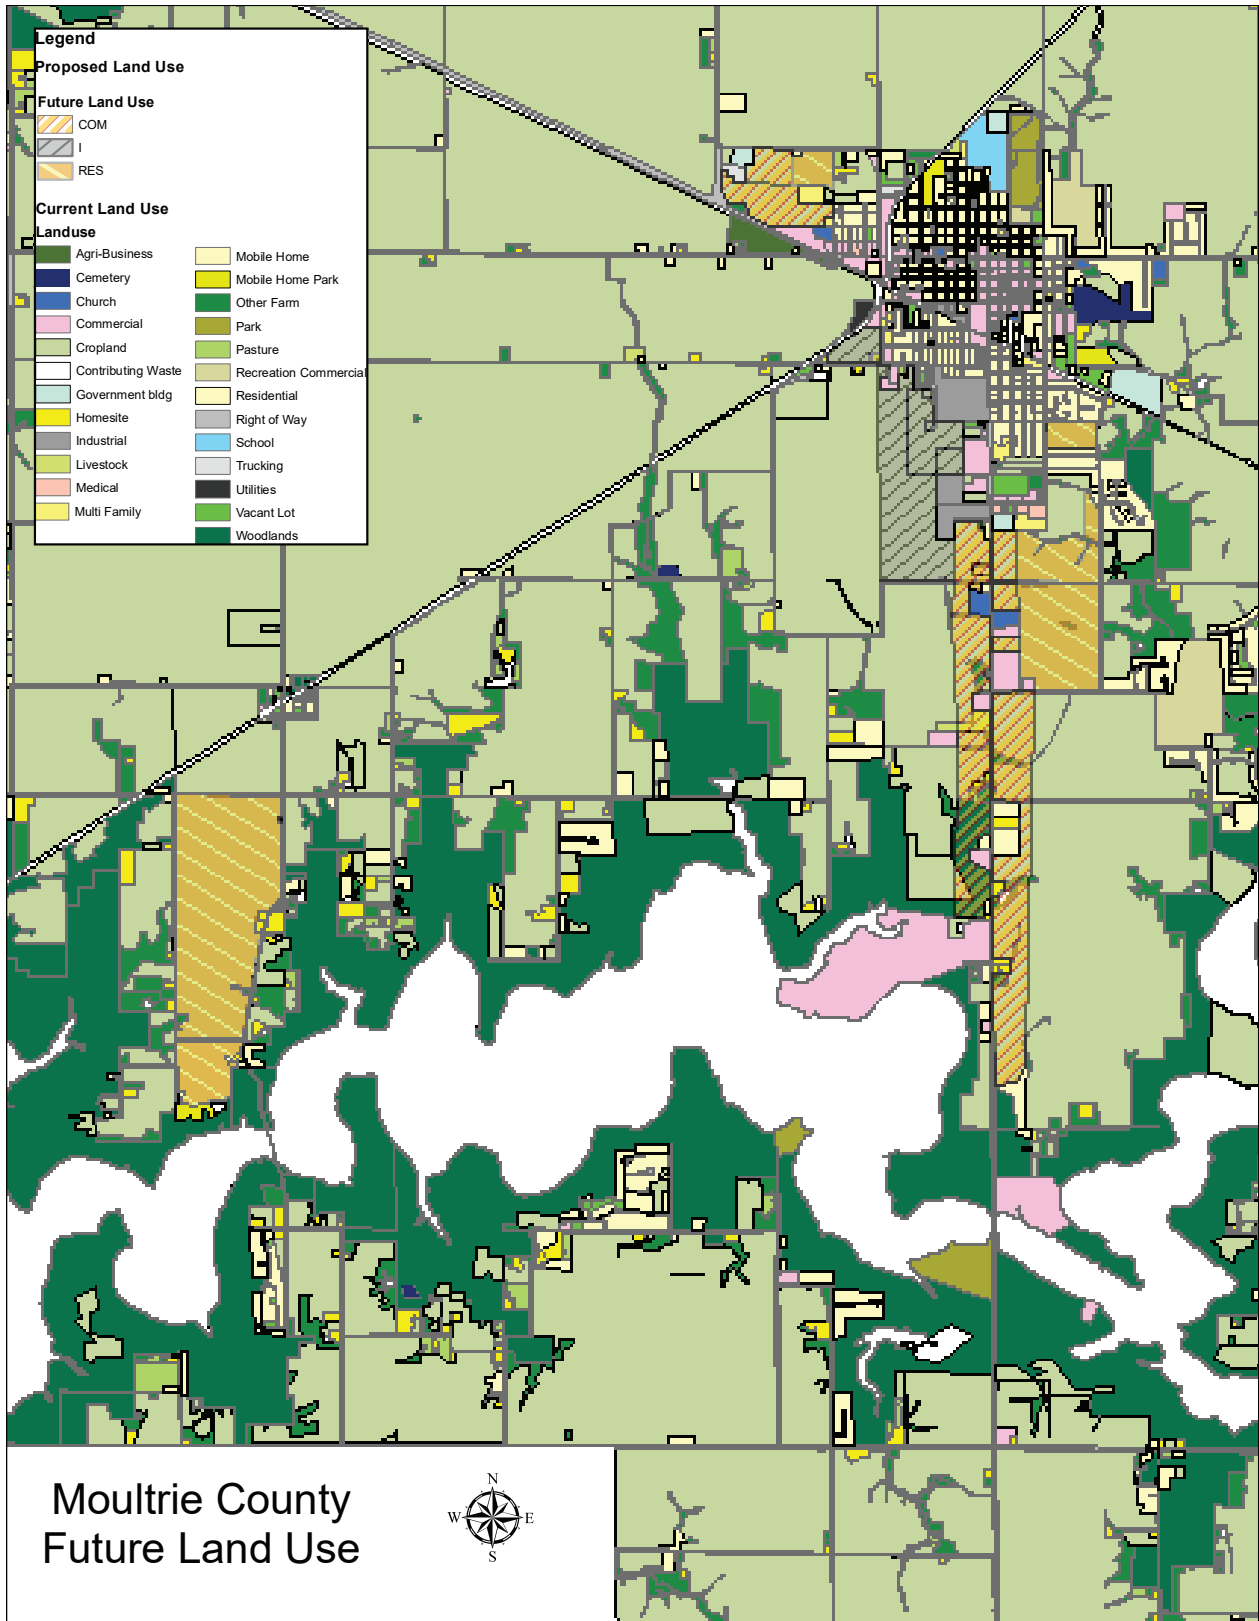 Legend
Proposed Land Use
Future Land Use
COM
I
RES
Current Land Use
Landuse
Agri-Business
Cemetery
Church
Commercial
Cropland
Contributing Waste
Government bldg
Homesite
Industrial
Livestock
Medical
Multi Family
Mobile Home
Mobile Home Park
Other Farm
Park
Pasture
Recreation Commercial
Residential
Right of Way
School
Trucking
Utilities
Vacant Lot
Woodlands
Moultrie County
Future Land Use
N
W E
S